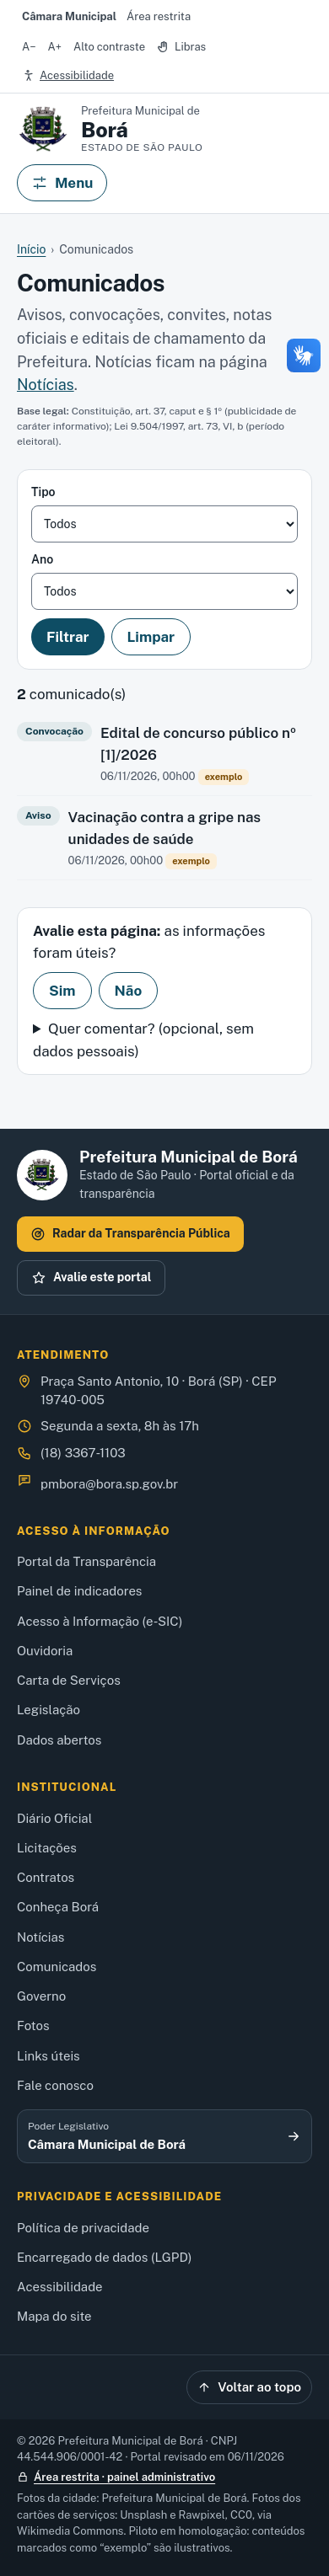 Câmara Municipal Área restrita
A− A+ Alto contraste Libras
Acessibilidade
Prefeitura Municipal de
Borá
ESTADO DE SÃO PAULO
Menu
Início › Comunicados
Comunicados
Avisos, convocações, convites, notas
oficiais e editais de chamamento da
Prefeitura. Notícias ficam na página
Notícias.
Base legal: Constituição, art. 37, caput e § 1º (publicidade de
caráter informativo); Lei 9.504/1997, art. 73, VI, b (período
eleitoral).
Tipo
Todos
Ano
Todos
Filtrar Limpar
2 comunicado(s)
Convocação Edital de concurso público nº
[1]/2026
06/11/2026, 00h00 exemplo
Aviso Vacinação contra a gripe nas
unidades de saúde
06/11/2026, 00h00 exemplo
Avalie esta página: as informações
foram úteis?
Sim Não
Quer comentar? (opcional, sem
dados pessoais)
Prefeitura Municipal de Borá
Estado de São Paulo · Portal oficial e da
transparência
Radar da Transparência Pública
Avalie este portal
ATENDIMENTO
Praça Santo Antonio, 10 · Borá (SP) · CEP
19740-005
Segunda a sexta, 8h às 17h
(18) 3367-1103
pmbora@bora.sp.gov.br
ACESSO À INFORMAÇÃO
Portal da Transparência
Painel de indicadores
Acesso à Informação (e-SIC)
Ouvidoria
Carta de Serviços
Legislação
Dados abertos
INSTITUCIONAL
Diário Oficial
Licitações
Contratos
Conheça Borá
Notícias
Comunicados
Governo
Fotos
Links úteis
Fale conosco
Poder Legislativo
Câmara Municipal de Borá
PRIVACIDADE E ACESSIBILIDADE
Política de privacidade
Encarregado de dados (LGPD)
Acessibilidade
Mapa do site
Voltar ao topo
© 2026 Prefeitura Municipal de Borá · CNPJ
44.544.906/0001-42 · Portal revisado em 06/11/2026
Área restrita · painel administrativo
Fotos da cidade: Prefeitura Municipal de Borá. Fotos dos
cartões de serviços: Unsplash e Rawpixel, CC0, via
Wikimedia Commons. Piloto em homologação: conteúdos
marcados como “exemplo” são ilustrativos.